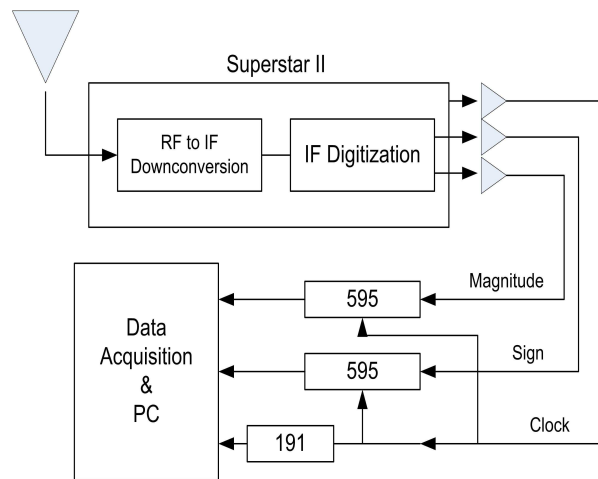 Superstar II
RF to IF
Downconversion
IF Digitization
Magnitude
595
Data
Acquisition
&
PC
Sign
595
Clock
191